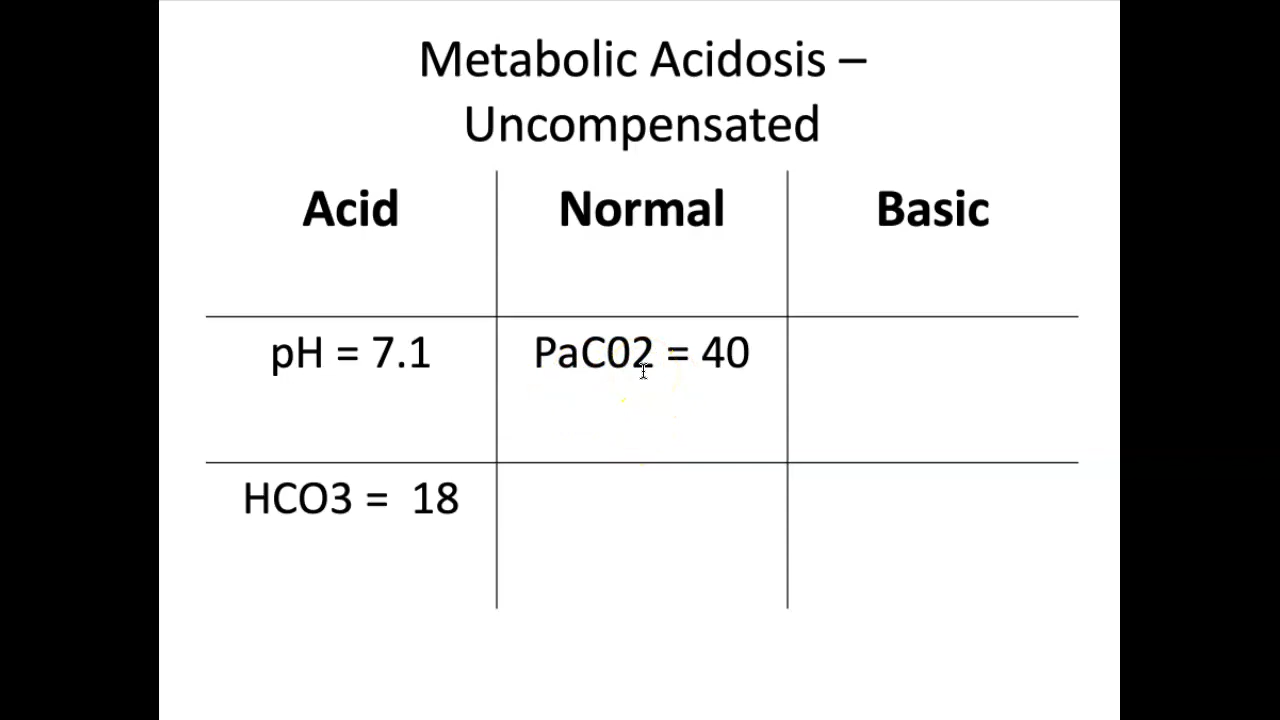 Metabolic Acidosis –
Uncompensated
Acid Normal Basic
pH = 7.1 PaC02 = 40
HCO3 = 18